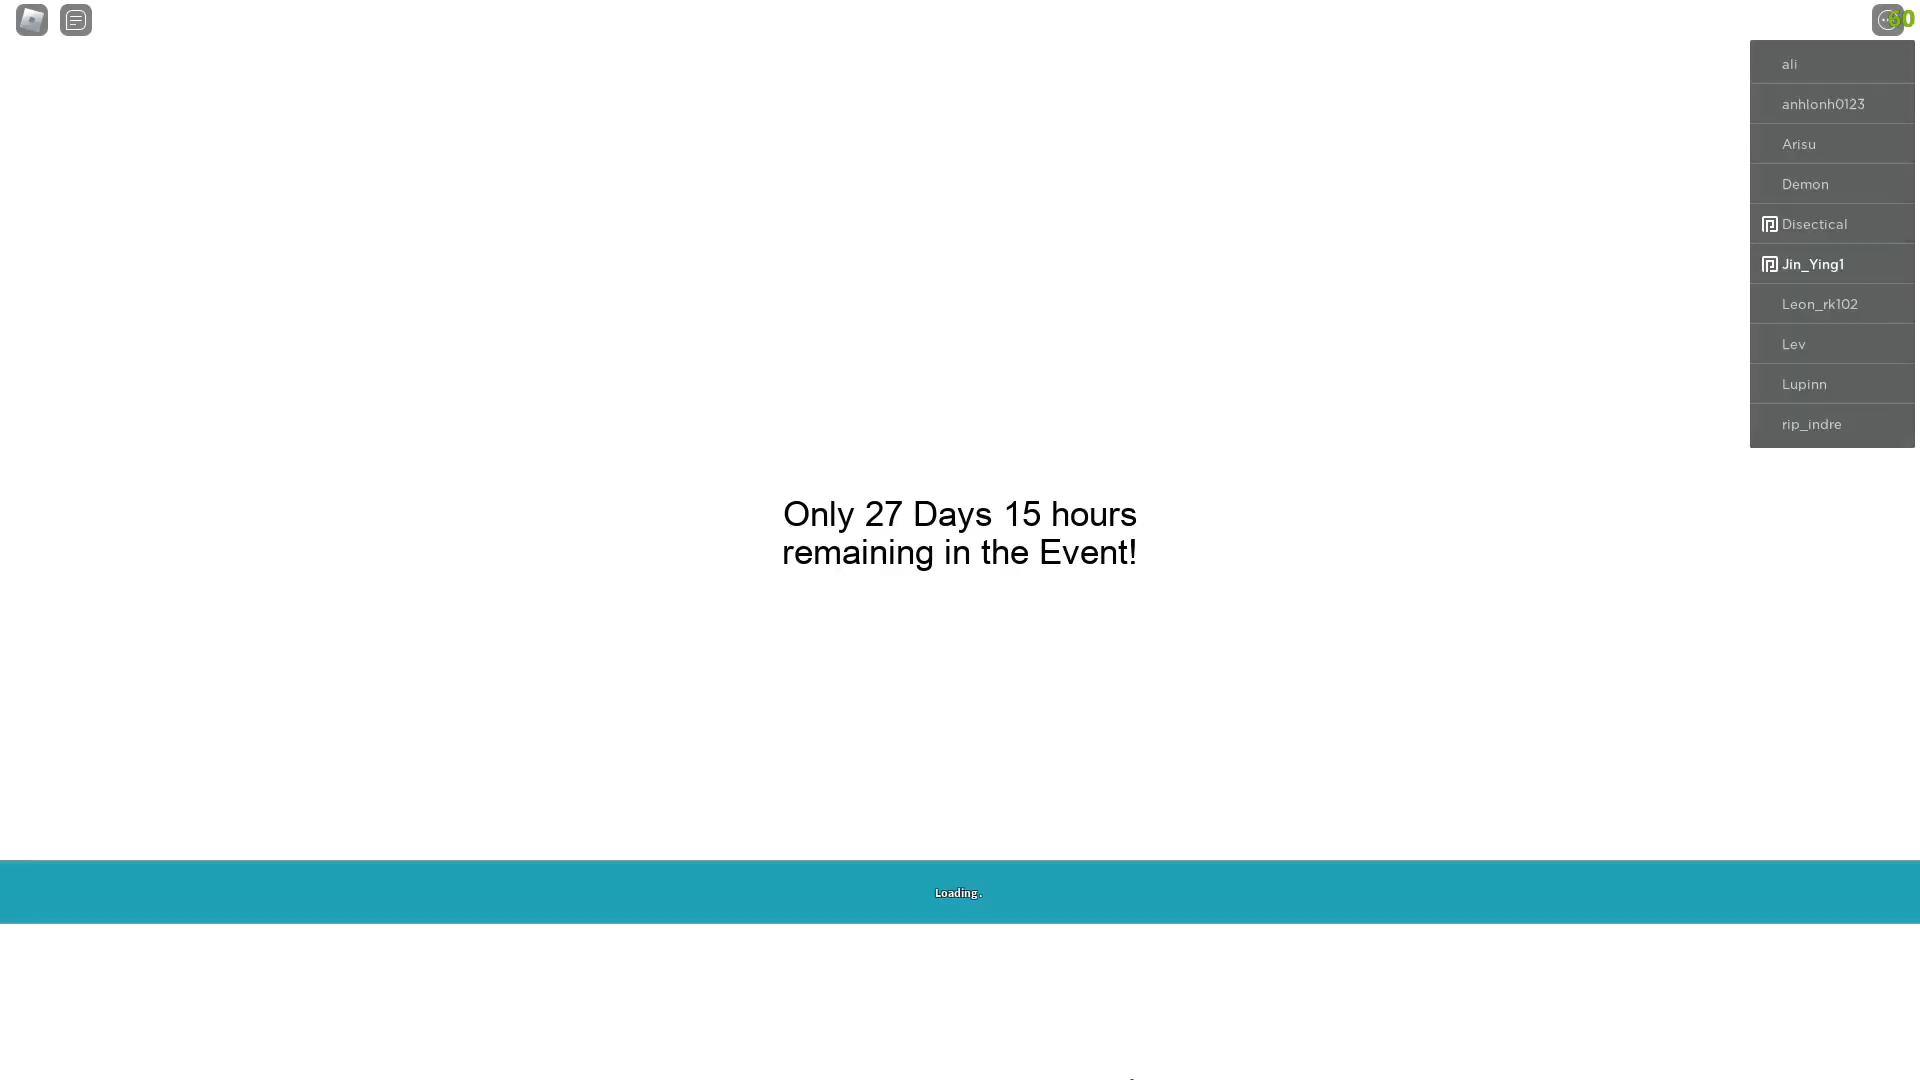 60
ali
anhlonh0123
Arisu
Demon
Disectical
Jin_Ying1
Leon_rk102
Lev
Lupinn
rip_indre
Only 27 Days 15 hours
remaining in the Event!
Loading.